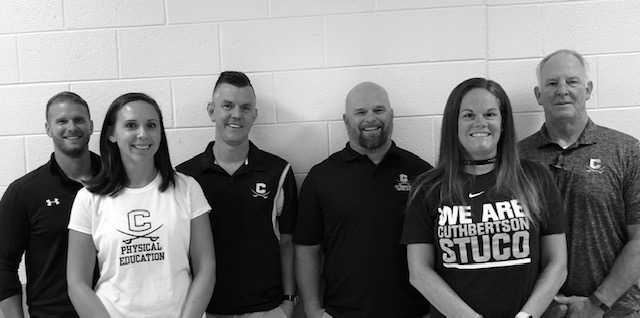 C
PHYSICAL
EDUCATION
C
C
WE ARE
CUTHBERTSON
STUCO
C